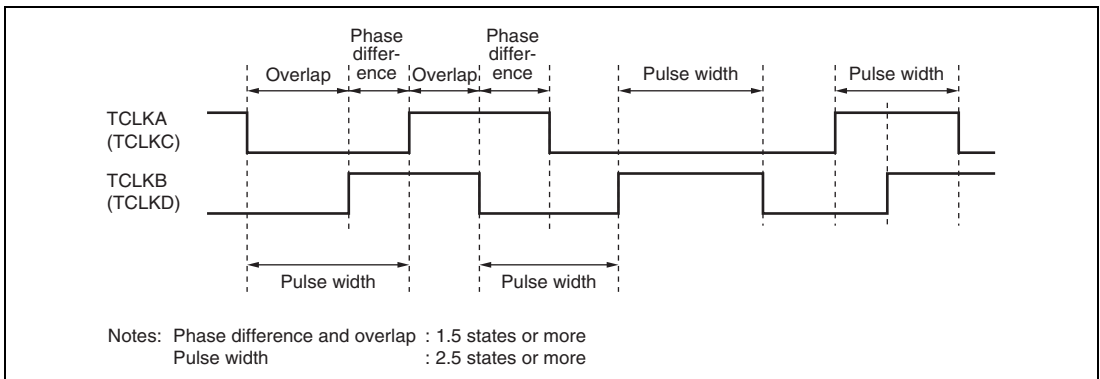 Phase
differ-
ence
Phase
differ-
ence
Overlap
Overlap
Pulse width
Pulse width
TCLKA
(TCLKC)
TCLKB
(TCLKD)
Pulse width
Pulse width
Notes: Phase difference and overlap : 1.5 states or more
Pulse width : 2.5 states or more